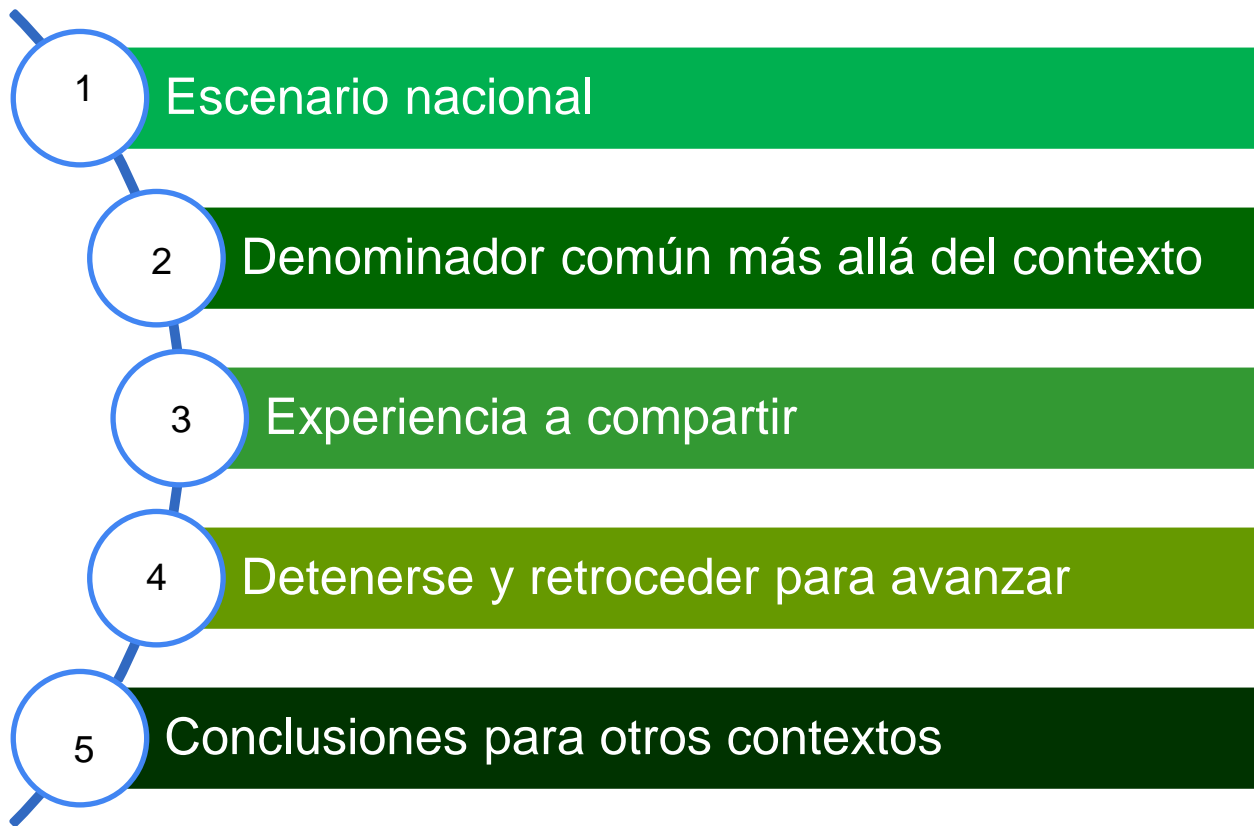 1
Escenario nacional
2
Denominador común más allá del contexto
3
Experiencia a compartir
4
Detenerse y retroceder para avanzar
5
Conclusiones para otros contextos